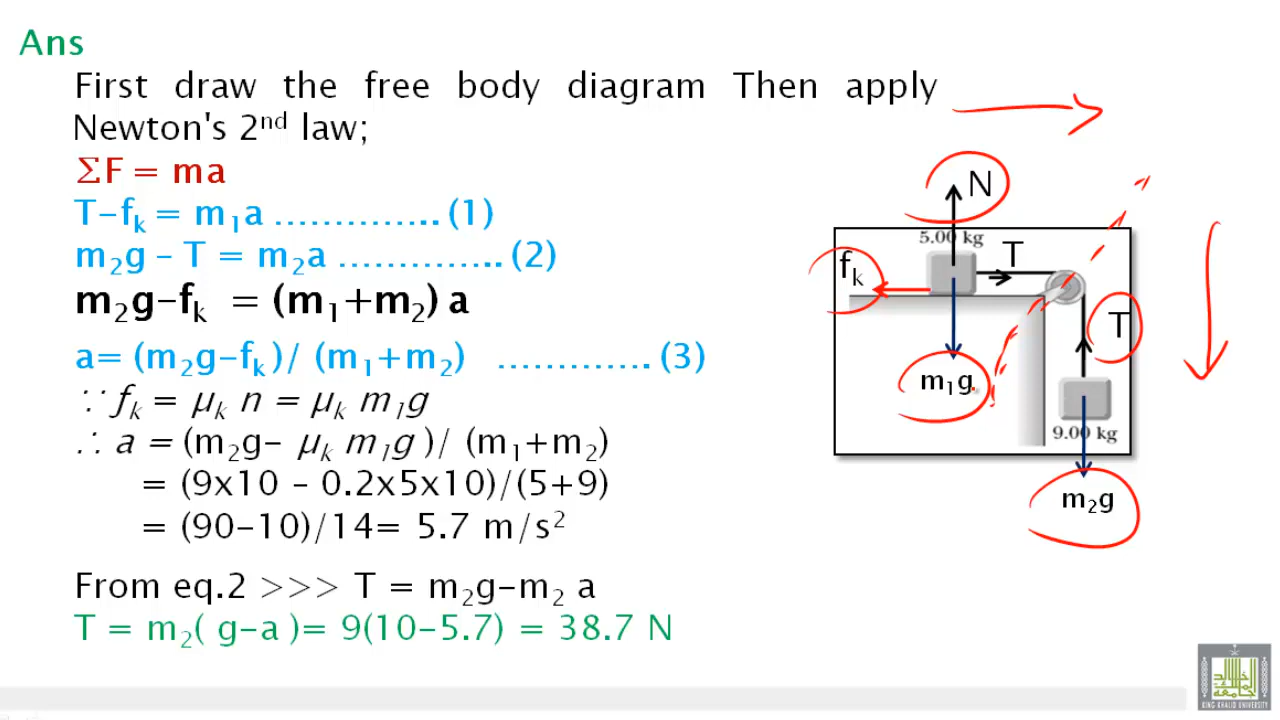 Ans
First draw the free body diagram Then apply
Newton's 2nd law;
ΣF = ma
T-fk = m1a ………….. (1)
m2g - T = m2a ………….. (2)
m2g-fk = (m1+m2) a
a= (m2g-fk)/ (m1+m2) …………. (3)
∵ fk = μk n = μk m1g
∴ a = (m2g- μk m1g )/ (m1+m2)
= (9x10 - 0.2x5x10)/(5+9)
= (90-10)/14= 5.7 m/s²
From eq.2 >>> T = m2g-m2 a
T = m2( g-a )= 9(10-5.7) = 38.7 N
N
5.00 kg
fk
T
T
m1g
9.00 kg
m2g
KING KHALID UNIVERSITY